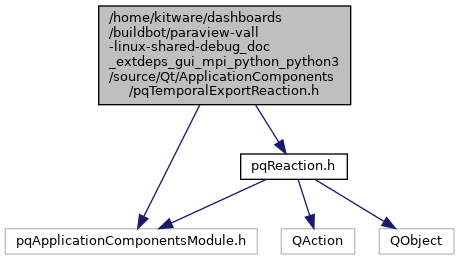 /home/kitware/dashboards
/buildbot/paraview-vall
-linux-shared-debug_doc
_extdeps_gui_mpi_python_python3
/source/Qt/ApplicationComponents
/pqTemporalExportReaction.h
pqReaction.h
pqApplicationComponentsModule.h
QAction
QObject